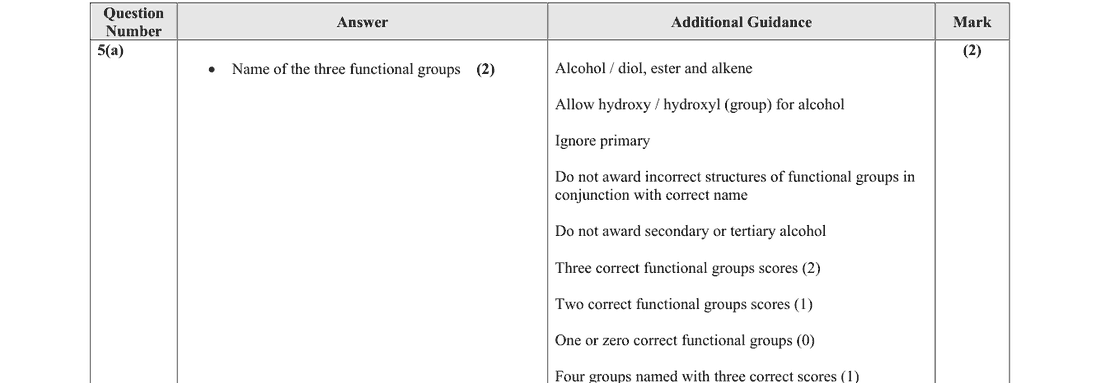 Question Number
Answer
Additional Guidance
Mark
5(a)
• Name of the three functional groups (2)
Alcohol / diol, ester and alkene
Allow hydroxy / hydroxyl (group) for alcohol
Ignore primary
Do not award incorrect structures of functional groups in
conjunction with correct name
Do not award secondary or tertiary alcohol
Three correct functional groups scores (2)
Two correct functional groups scores (1)
One or zero correct functional groups (0)
Four groups named with three correct scores (1)
(2)